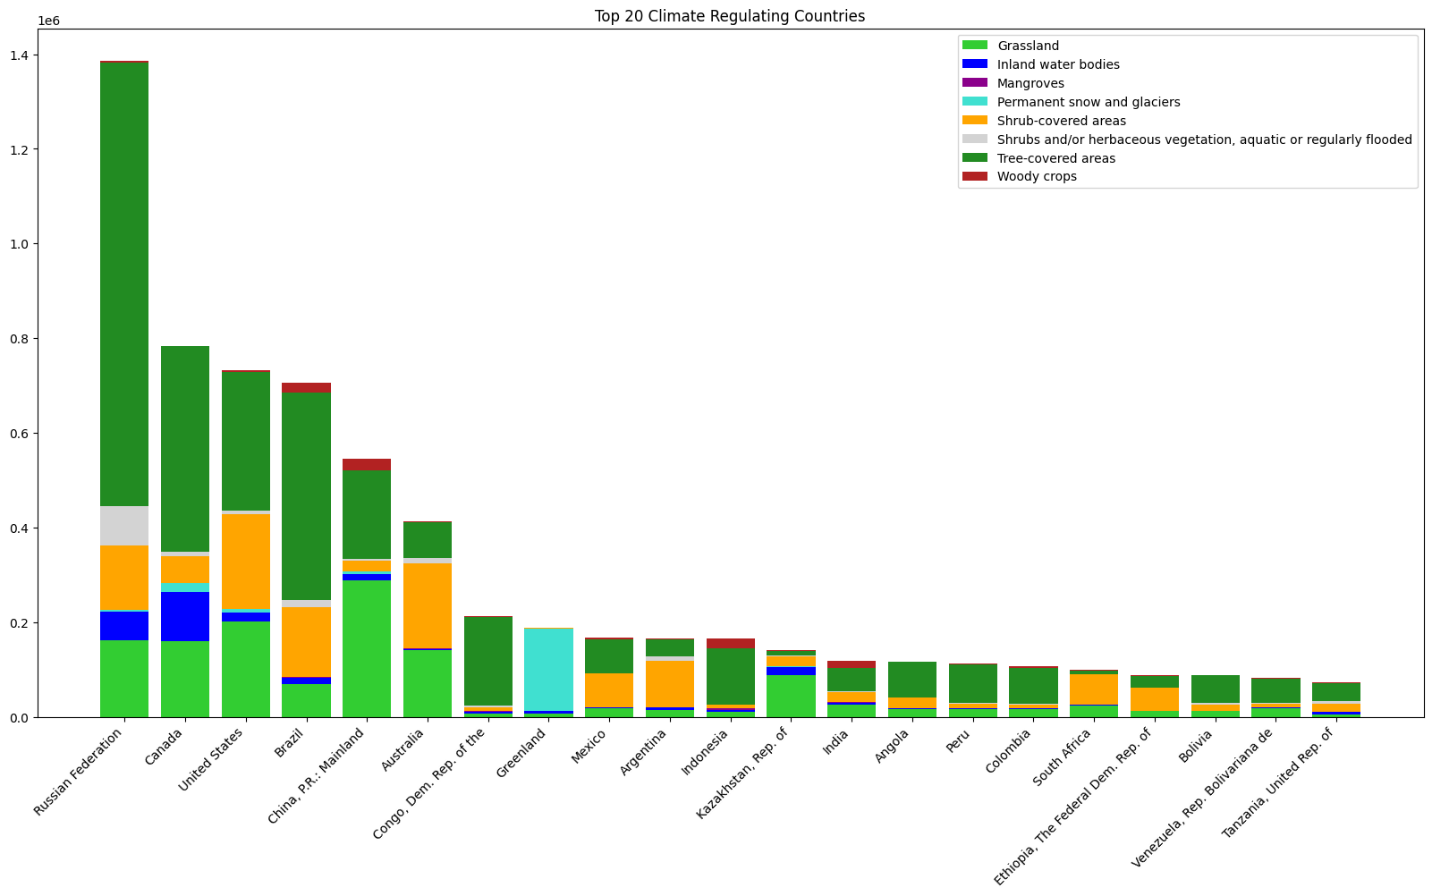 Top 20 Climate Regulating Countries
1e6
1.4
1.2
1.0
0.8
0.6
0.4
0.2
0.0
Grassland
Inland water bodies
Mangroves
Permanent snow and glaciers
Shrub-covered areas
Shrubs and/or herbaceous vegetation, aquatic or regularly flooded
Tree-covered areas
Woody crops
Russian Federation
Canada
United States
Brazil
China, P.R.: Mainland
Australia
Congo, Dem. Rep. of the
Greenland
Mexico
Argentina
Indonesia
Kazakhstan, Rep. of
India
Angola
Peru
Colombia
South Africa
Ethiopia, The Federal Dem. Rep. of
Bolivia
Venezuela, Rep. Bolivariana de
Tanzania, United Rep. of